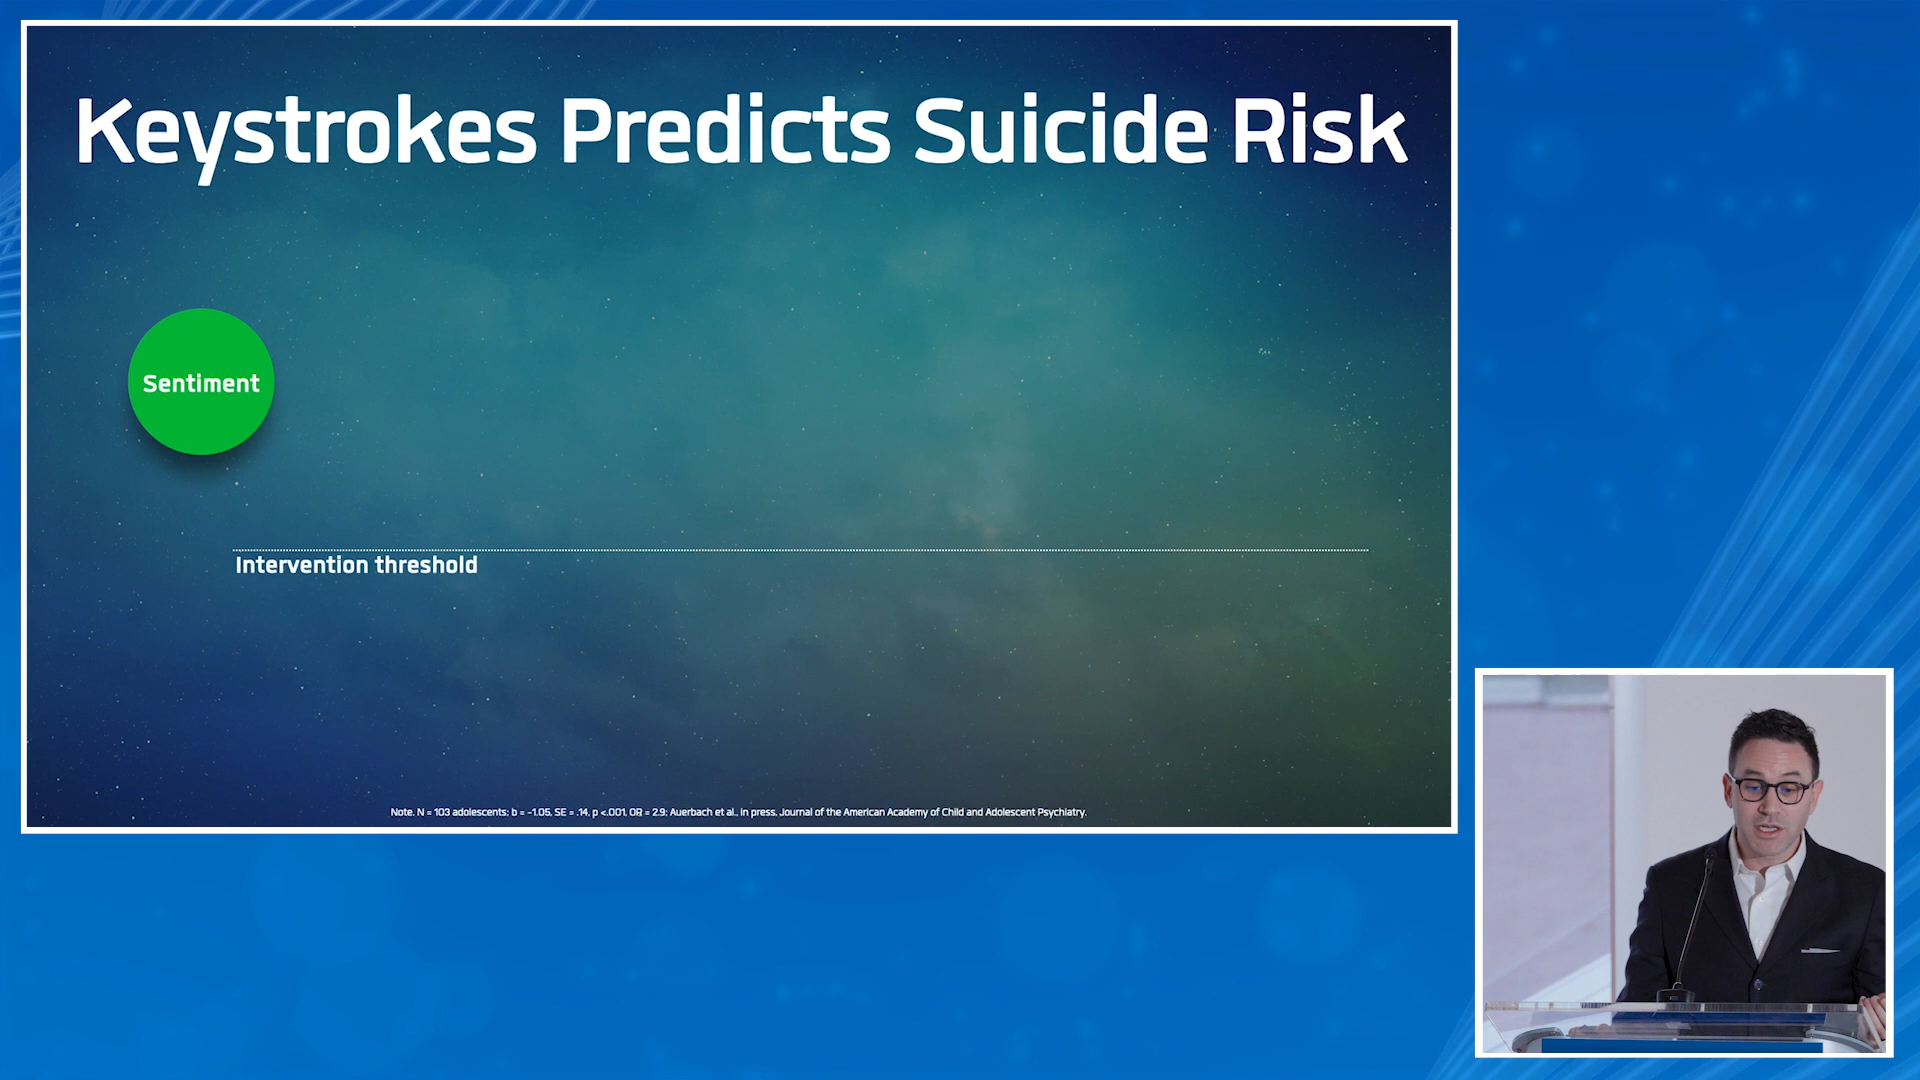 Keystrokes Predicts Suicide Risk
Sentiment
Intervention threshold
Note. N = 103 adolescents; b = -1.05, SE = .14, p <.001, OR = 2.9; Auerbach et al., in press, Journal of the American Academy of Child and Adolescent Psychiatry.